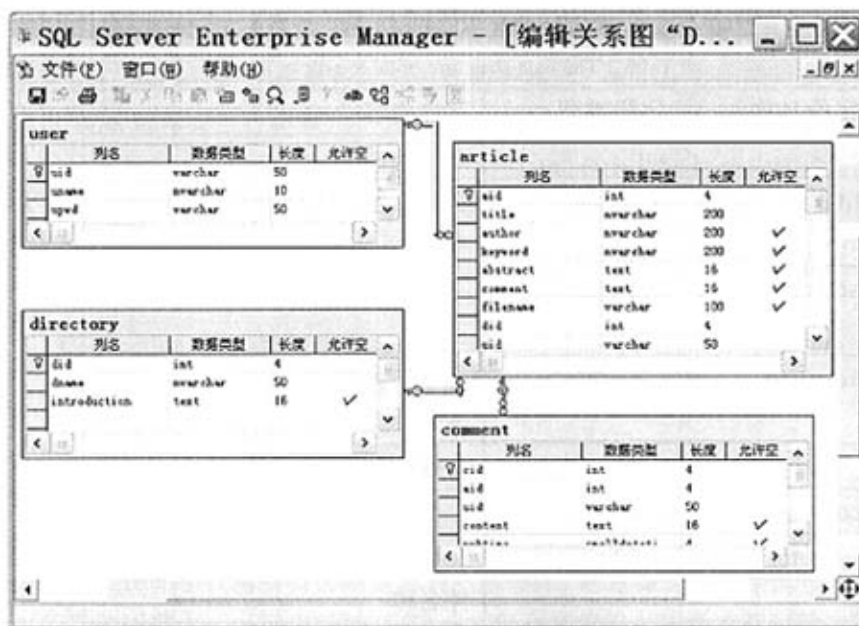 SQL Server Enterprise Manager - [编辑关系图“D...
文件(F) 窗口(W) 帮助(H)
user
列名 数据类型 长度 允许空
uid varchar 50
uname nvarchar 10
upwd varchar 50
article
列名 数据类型 长度 允许空
aid int 4
title nvarchar 200
author nvarchar 200
keyword nvarchar 200
abstract text 16
comment text 16
filename varchar 100
did int 4
uid varchar 50
directory
列名 数据类型 长度 允许空
did int 4
dname nvarchar 50
introduction text 16
comment
列名 数据类型 长度 允许空
cid int 4
aid int 4
uid varchar 50
content text 16